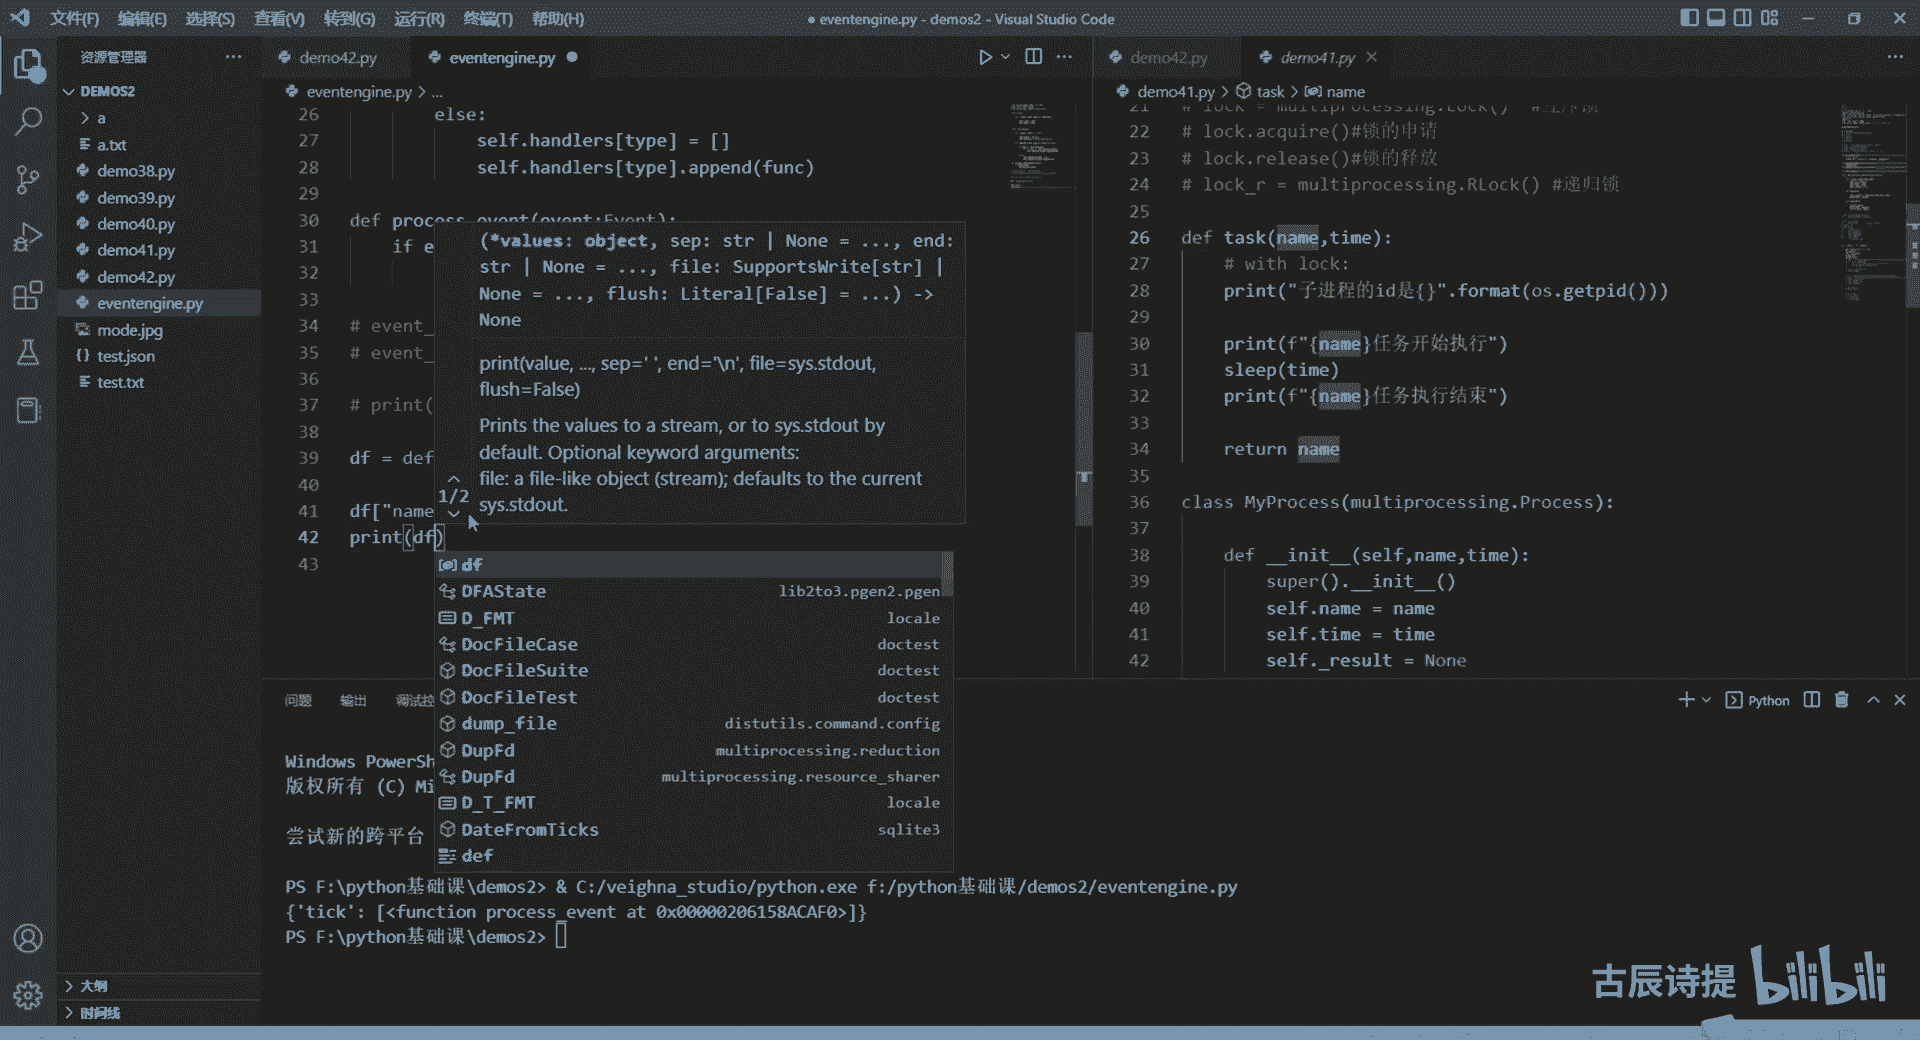 文件(F) 编辑(E) 选择(S) 查看(V) 转到(G) 运行(R) 终端(T) 帮助(H)
● eventengine.py - demos2 - Visual Studio Code
资源管理器
DEMOS2
a
a.txt
demo38.py
demo39.py
demo40.py
demo41.py
demo42.py
eventengine.py
mode.jpg
test.json
test.txt
大纲
时间线
demo42.py eventengine.py
eventengine.py > ...
26 else:
27 self.handlers[type] = []
28 self.handlers[type].append(func)
29
30 def process_event(event:Event):
31 if e
32
33
34 # event_
35 # event_
36
37 # print(
38
39 df = def
40
41 df["name
42 print(df)
43
(*values: object, sep: str | None = ..., end:
str | None = ..., file: SupportsWrite[str] |
None = ..., flush: Literal[False] = ...) ->
None
print(value, ..., sep=' ', end='\n', file=sys.stdout,
flush=False)
Prints the values to a stream, or to sys.stdout by
default. Optional keyword arguments:
file: a file-like object (stream); defaults to the current
sys.stdout.
1/2
df
DFAState lib2to3.pgen2.pgen
D_FMT locale
DocFileCase doctest
DocFileSuite doctest
DocFileTest doctest
dump_file distutils.command.config
DupFd multiprocessing.reduction
DupFd multiprocessing.resource_sharer
D_T_FMT locale
DateFromTicks sqlite3
def
demo42.py demo41.py
demo41.py > task > name
21 # lock = multiprocessing.Lock()
22 # lock.acquire()#锁的申请
23 # lock.release()#锁的释放
24 # lock_r = multiprocessing.RLock() #递归锁
25
26 def task(name,time):
27 # with lock:
28 print("子进程的id是{}".format(os.getpid()))
29
30 print(f"{name}任务开始执行")
31 sleep(time)
32 print(f"{name}任务执行结束")
33
34 return name
35
36 class MyProcess(multiprocessing.Process):
37
38 def __init__(self,name,time):
39 super().__init__()
40 self.name = name
41 self.time = time
42 self._result = None
问题 输出 调试控
Python
Windows PowerSh
版权所有 (C) Mi
尝试新的跨平台
PS F:\python基础课\demos2> & C:/veighna_studio/python.exe f:/python基础课/demos2/eventengine.py
{'tick': [<function process_event at 0x00000206158ACAF0>]}
PS F:\python基础课\demos2>
古辰诗提 bilibili